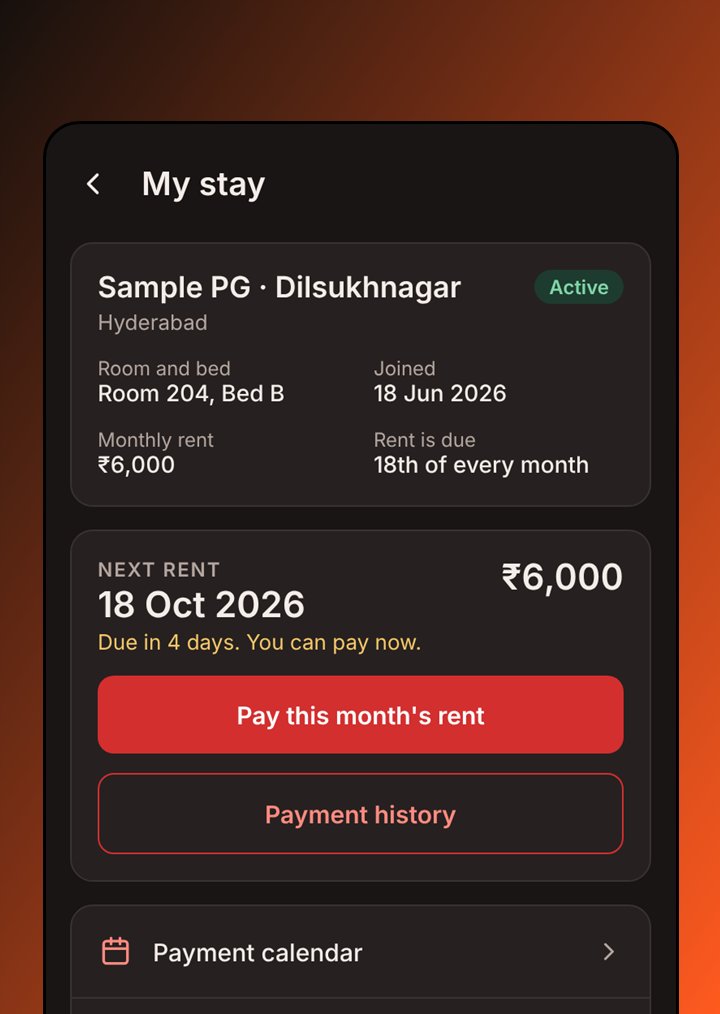 My stay
Sample PG · Dilsukhnagar
Active
Hyderabad
Room and bed
Room 204, Bed B
Joined
18 Jun 2026
Monthly rent
₹6,000
Rent is due
18th of every month
NEXT RENT
18 Oct 2026
₹6,000
Due in 4 days. You can pay now.
Pay this month's rent
Payment history
Payment calendar